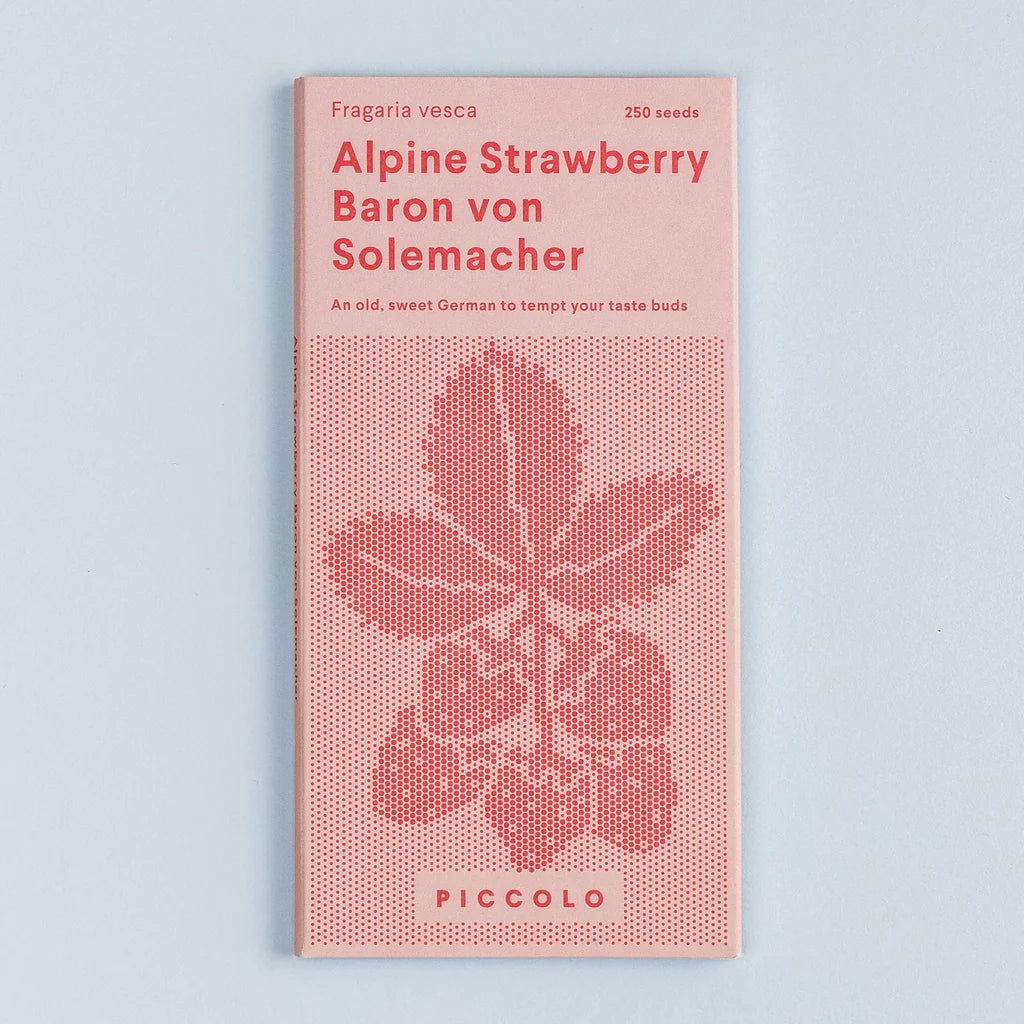 Fragaria vesca
250 seeds
Alpine Strawberry
Baron von
Solemacher
An old, sweet German to tempt your taste buds
PICCOLO